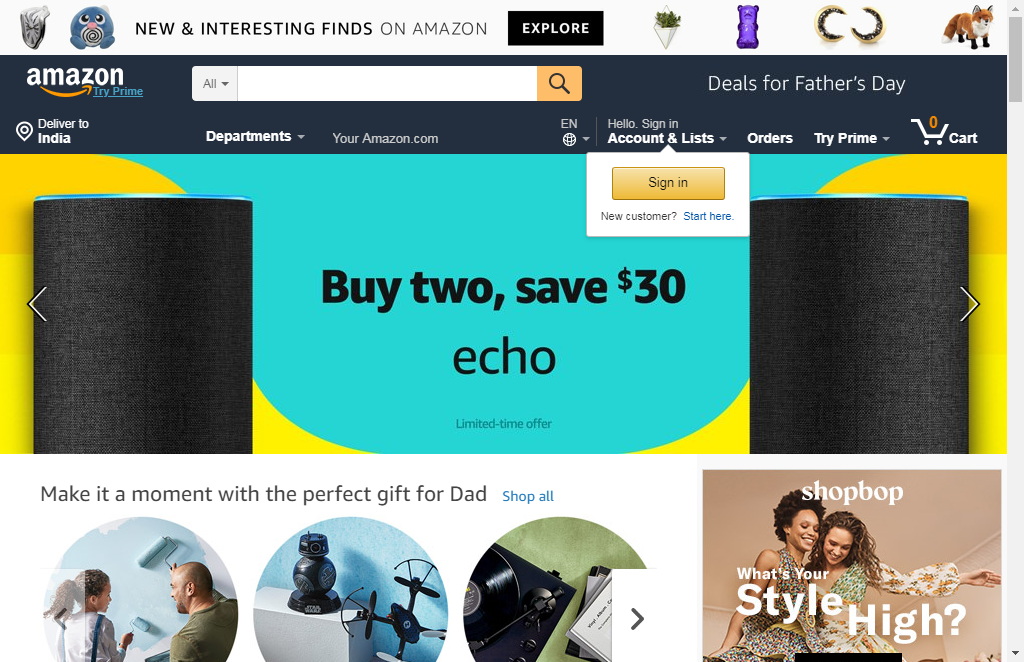 NEW & INTERESTING FINDS ON AMAZON EXPLORE
amazon
Try Prime
All
Deals for Father's Day
Deliver to
India
Departments
Your Amazon.com
EN
Hello. Sign in
Account & Lists
Orders
Try Prime
0
Cart
Sign in
New customer? Start here.
Buy two, save $30
echo
Limited-time offer
Make it a moment with the perfect gift for Dad Shop all
shopbop
What's Your
Style
High?